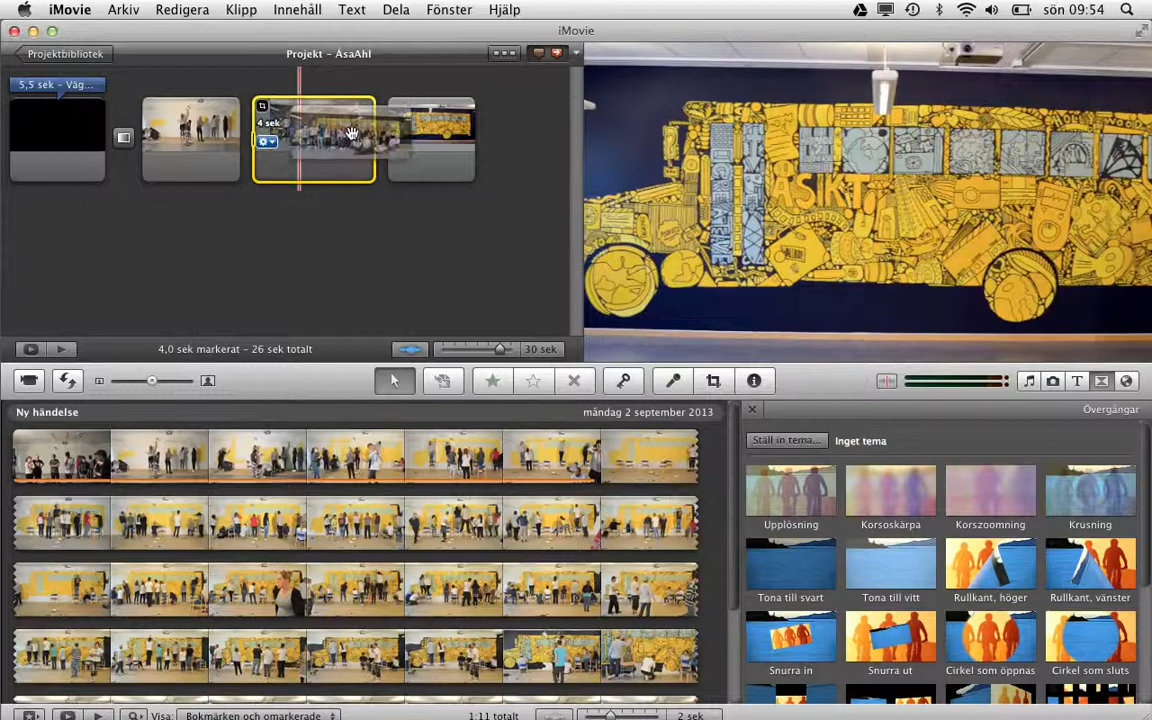 iMovie Arkiv Redigera Klipp Innehåll Text Dela Fönster Hjälp sön 09:54
iMovie
Projektbibliotek Projekt - ÅsaAhl
5,5 sek - Väg...
4 sek
ÅSIKT
CREATIVE
4,0 sek markerat - 26 sek totalt 30 sek
Ny händelse måndag 2 september 2013
Övergångar
Ställ in tema... Inget tema
Upplösning Korsoskärpa Korszoomning Krusning
Tona till svart Tona till vitt Rullkant, höger Rullkant, vänster
Snurra in Snurra ut Cirkel som öppnas Cirkel som sluts
Visa: Bokmärken och omarkerade 1:11 totalt 2 sek